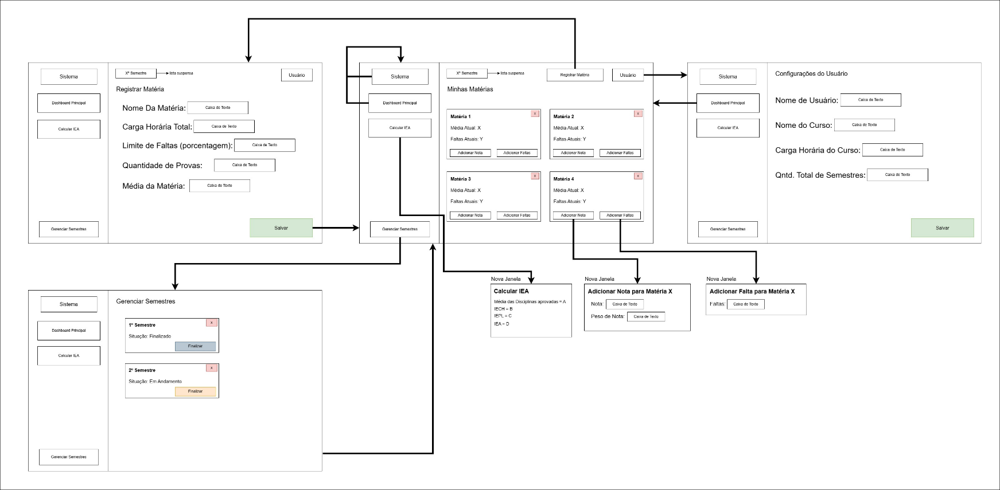 Sistema
Dashboard Principal
Calcular IEA
Gerenciar Semestres
Xº Semestre
lista suspensa
Usuário
Registrar Matéria
Nome Da Matéria:
Caixa de Texto
Carga Horária Total:
Caixa de Texto
Limite de Faltas (porcentagem):
Caixa de Texto
Quantidade de Provas:
Caixa de Texto
Média da Matéria:
Caixa de Texto
Salvar
Sistema
Dashboard Principal
Calcular IEA
Gerenciar Semestres
Xº Semestre
lista suspensa
Registrar Matéria
Usuário
Minhas Matérias
Matéria 1
X
Média Atual: X
Faltas Atuais: Y
Adicionar Nota
Adicionar Faltas
Matéria 2
X
Média Atual: X
Faltas Atuais: Y
Adicionar Nota
Adicionar Faltas
Matéria 3
X
Média Atual: X
Faltas Atuais: Y
Adicionar Nota
Adicionar Faltas
Matéria 4
X
Média Atual: X
Faltas Atuais: Y
Adicionar Nota
Adicionar Faltas
Sistema
Dashboard Principal
Calcular IEA
Gerenciar Semestres
Configurações do Usuário
Nome de Usuário:
Caixa de Texto
Nome do Curso:
Caixa de Texto
Carga Horária do Curso:
Caixa de Texto
Qntd. Total de Semestres:
Caixa de Texto
Salvar
Sistema
Dashboard Principal
Calcular IEA
Gerenciar Semestres
Gerenciar Semestres
1º Semestre
X
Situação: Finalizado
Finalizar
2º Semestre
X
Situação: Em Andamento
Finalizar
Nova Janela
Calcular IEA
Média das Disciplinas aprovadas = A
IECH = B
IEPL = C
IEA = D
Nova Janela
Adicionar Nota para Matéria X
Nota:
Caixa de Texto
Peso de Nota:
Caixa de Texto
Nova Janela
Adicionar Falta para Matéria X
Faltas:
Caixa de Texto